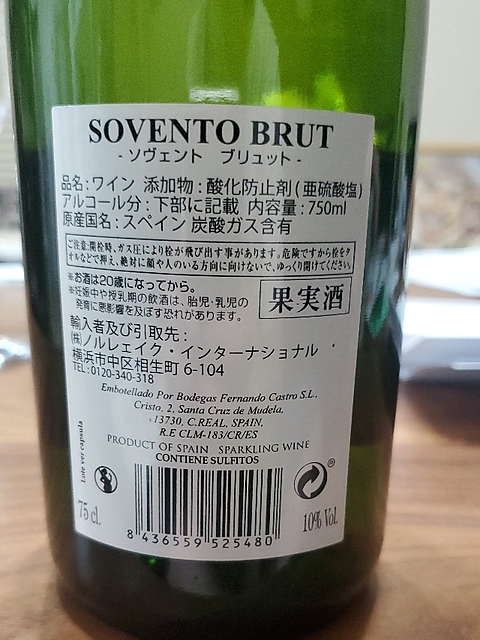 SOVENTO BRUT
- ソヴェント ブリュット -
品名：ワイン 添加物：酸化防止剤(亜硫酸塩)
アルコール分：下部に記載 内容量：750ml
原産国名：スペイン 炭酸ガス含有
ご注意：開栓時、ガス圧により栓が飛び出す事があります。危険ですから栓をタ
オルなどで押え、絶対に顔や人のいる方向に向けないで、ゆっくり開けてください。
※お酒は20歳になってから。
※妊娠中や授乳期の飲酒は、胎児・乳児の
発育に悪影響を及ぼす恐れがあります。
果実酒
輸入者及び引取先：
㈱ノルレェイク・インターナショナル
横浜市中区相生町 6-104
TEL：0120-340-318
Embotellado Por Bodegas Fernando Castro S.L.,
Cristo, 2, Santa Cruz de Mudela,
13730, C.REAL, SPAIN,
R.E CLM-183/CR/ES
PRODUCT OF SPAIN SPARKLING WINE
CONTIENE SULFITOS
Lote ver capsula
75 cl.
8 436559 525480
®
10% Vol.